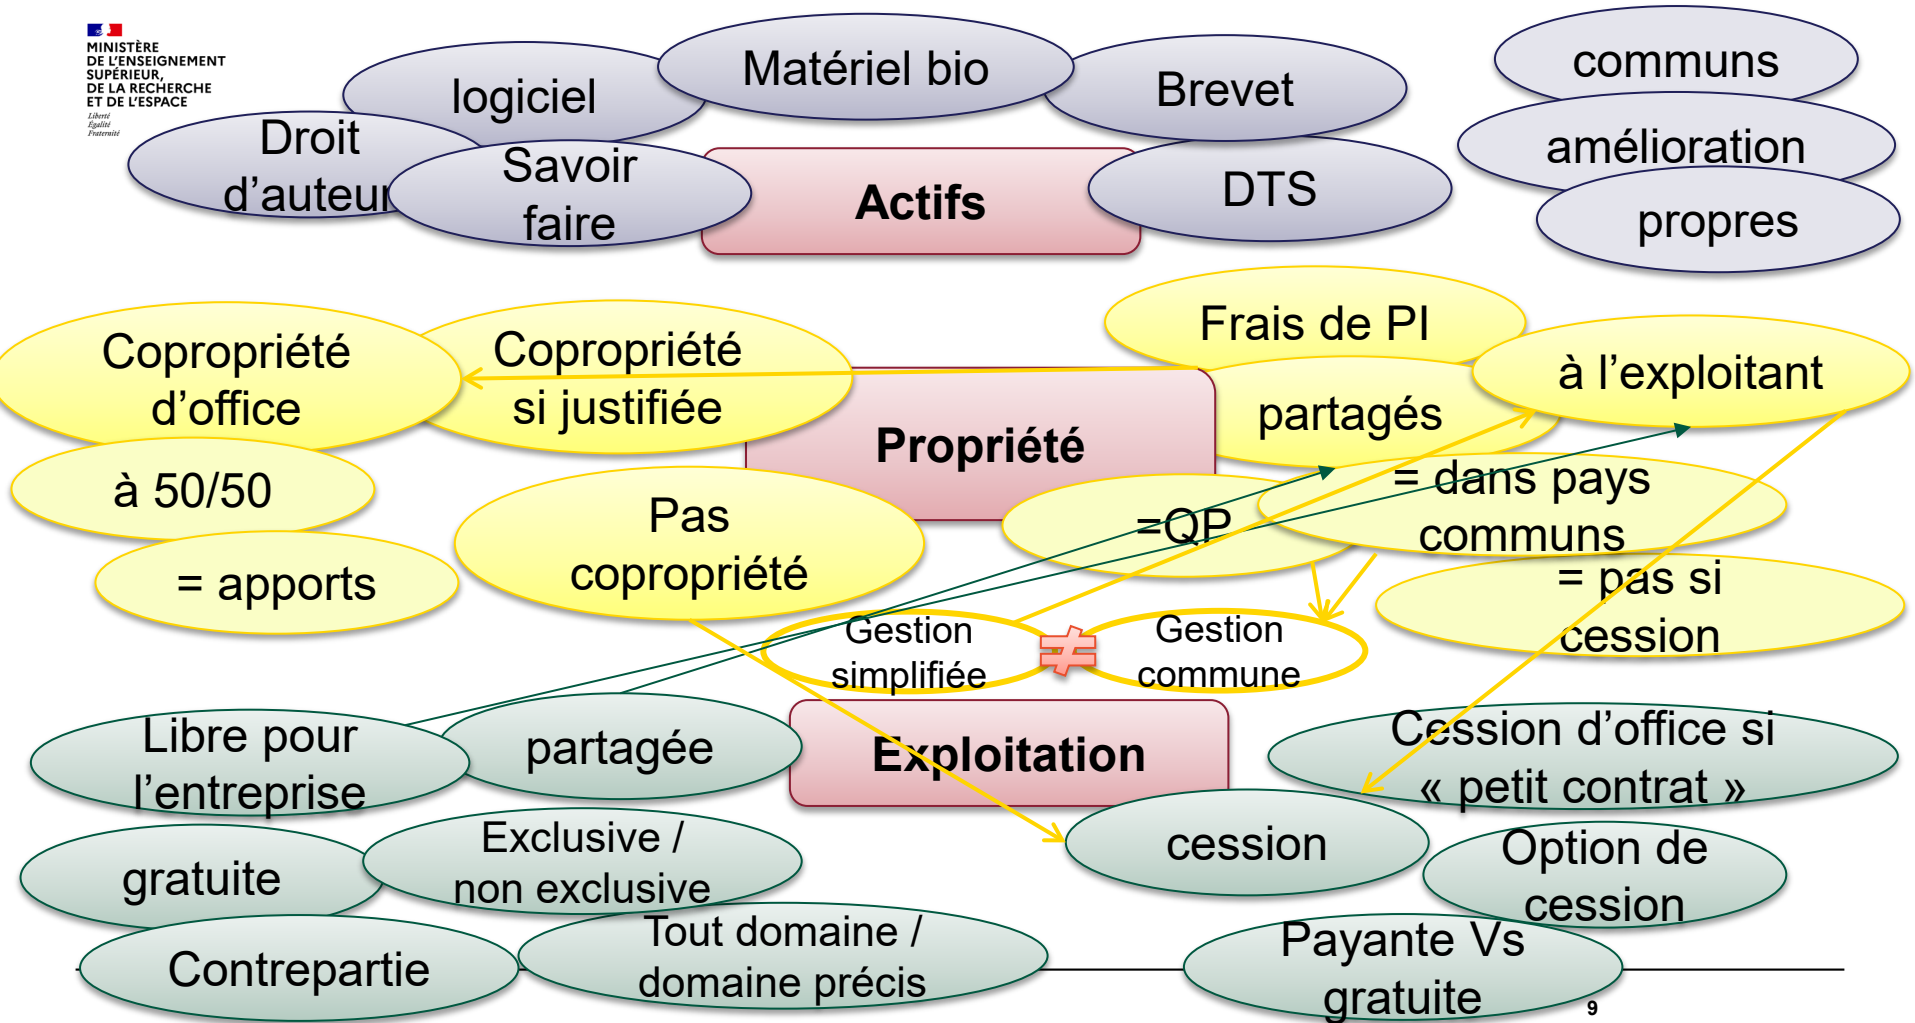 MINISTÈRE
DE L'ENSEIGNEMENT
SUPÉRIEUR,
DE LA RECHERCHE
ET DE L'ESPACE
Liberté
Égalité
Fraternité
Droit
d'auteur
logiciel
Savoir
faire
Matériel bio
Brevet
DTS
Actifs
communs
amélioration
propres
Copropriété
d'office
Copropriété
si justifiée
à 50/50
= apports
Pas
copropriété
Propriété
Frais de PI
partagés
à l'exploitant
=QP
= dans pays
communs
= pas si
cession
Gestion
simplifiée
≠
Gestion
commune
Exploitation
Libre pour
l'entreprise
partagée
gratuite
Exclusive /
non exclusive
Contrepartie
Tout domaine /
domaine précis
Cession d'office si
« petit contrat »
cession
Option de
cession
Payante Vs
gratuite
9